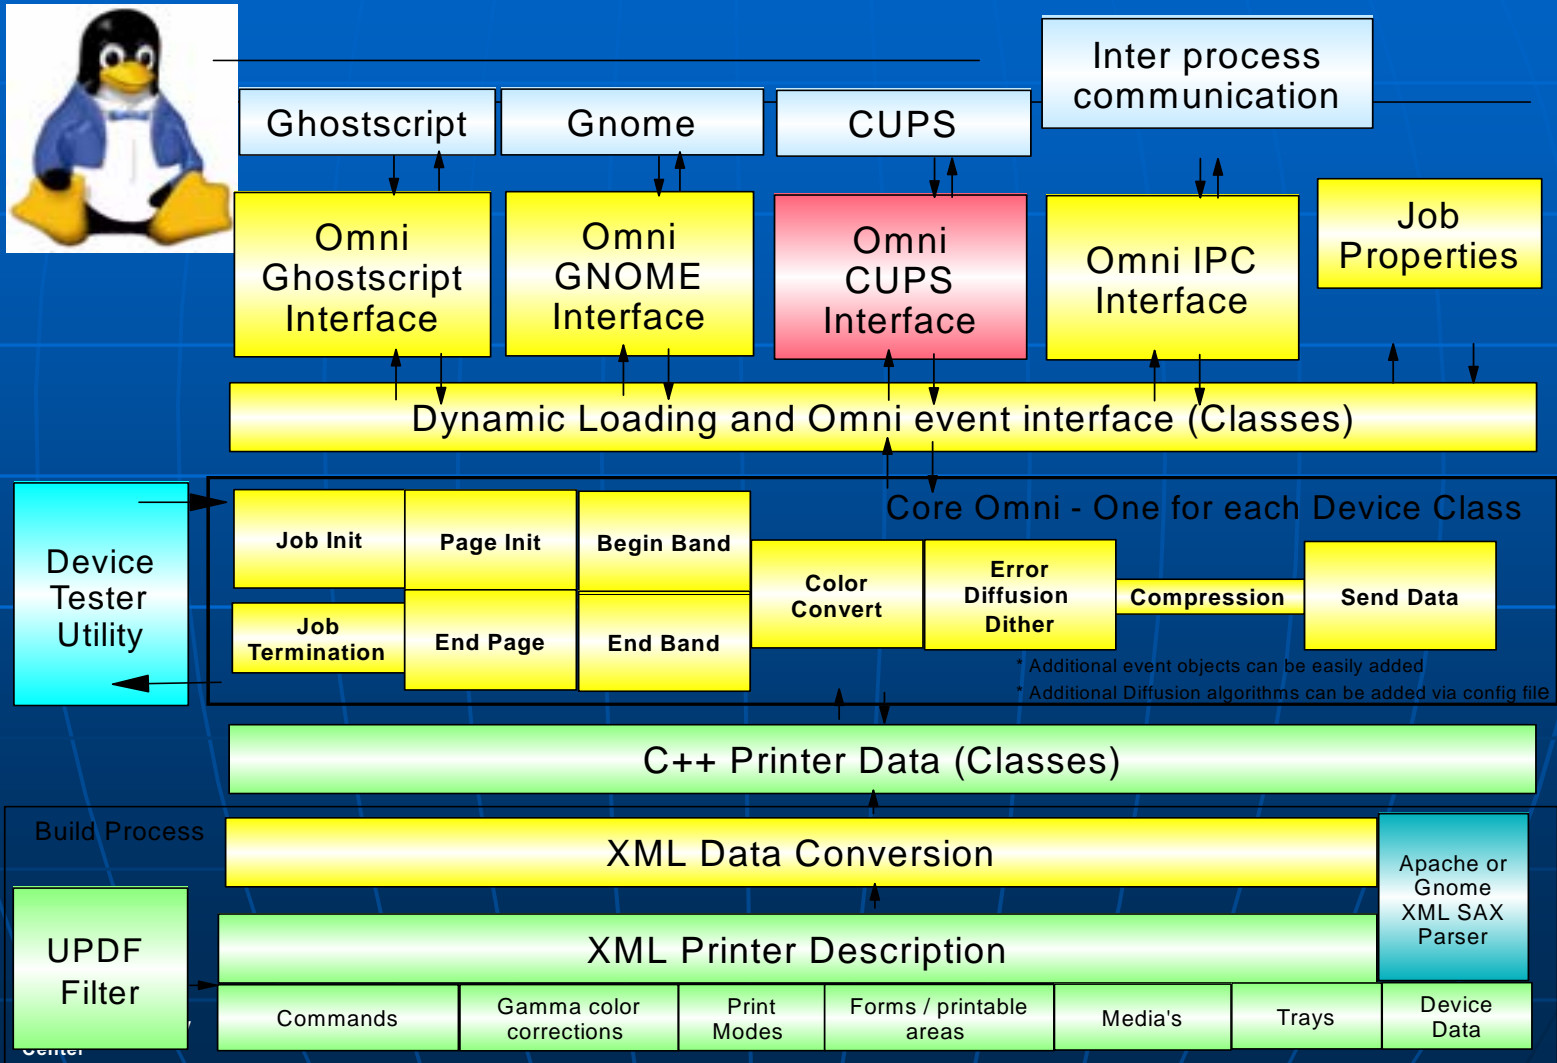 Inter process
communication
Ghostscript
Gnome
CUPS
Omni
Ghostscript
Interface
Omni
GNOME
Interface
Omni
CUPS
Interface
Omni IPC
Interface
Job
Properties
Dynamic Loading and Omni event interface (Classes)
Device
Tester
Utility
Core Omni - One for each Device Class
Job Init
Page Init
Begin Band
Color
Convert
Error
Diffusion
Dither
Compression
Send Data
Job
Termination
End Page
End Band
* Additional event objects can be easily added
* Additional Diffusion algorithms can be added via config file
C++ Printer Data (Classes)
Build Process
XML Data Conversion
Apache or
Gnome
XML SAX
Parser
UPDF
Filter
XML Printer Description
Commands
Gamma color
corrections
Print
Modes
Forms / printable
areas
Media's
Trays
Device
Data
Center